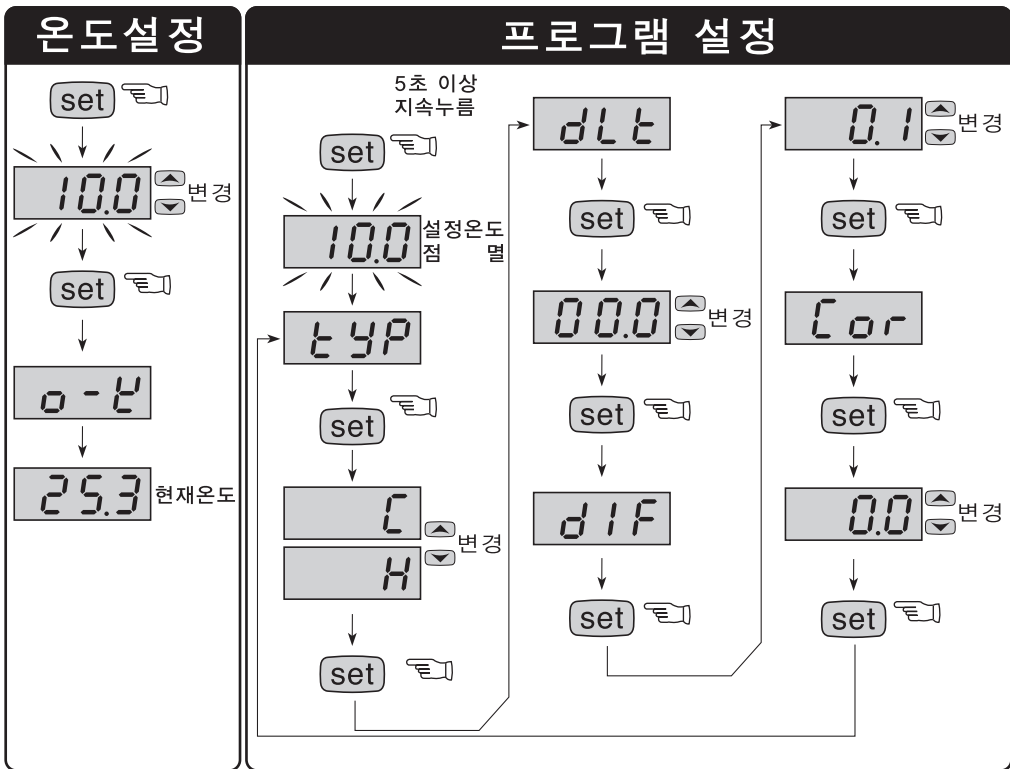 온도설정
set
10.0 변경
set
o-k
25.3 현재온도
프로그램 설정
5초 이상
지속누름
set
10.0 설정온도
점 멸
typ
set
C
변경
H
set
dLt
set
00.0 변경
set
dIF
set
0.1 변경
set
Cor
set
0.0 변경
set